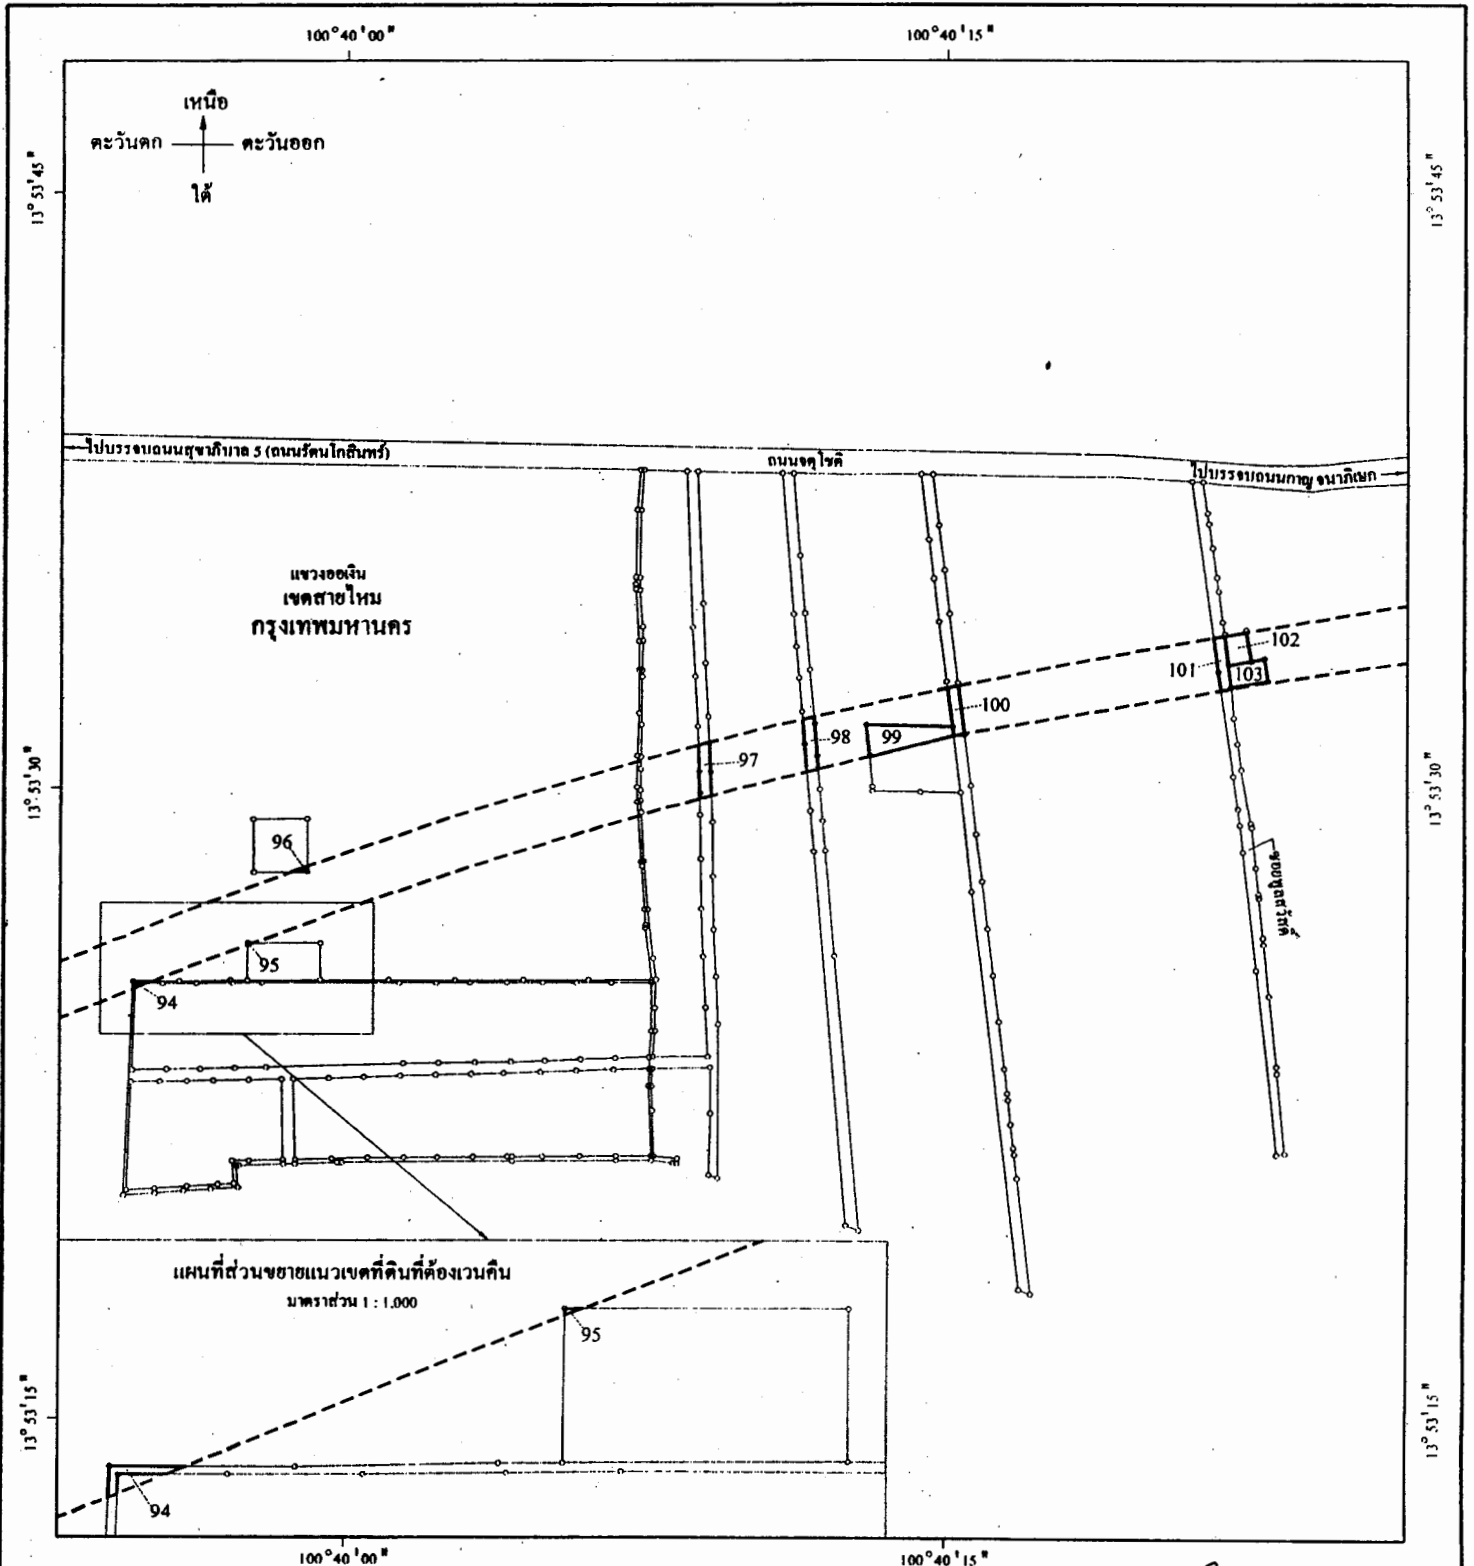 100°40'00"
100°40'15"
เหนือ
ตะวันตก
ตะวันออก
ใต้
13°53'45"
13°53'45"
ไปบรรจบถนนสุขาภิบาล 5 (ถนนรัตนโกสินทร์)
ถนนจตุโชติ
ไปบรรจบถนนกาญจนาภิเษก
แขวงออเงิน
เขตสายไหม
กรุงเทพมหานคร
102
101
103
100
98
99
97
13°53'30"
13°53'30"
96
ซอยพูลสวัสดิ์
95
94
แผนที่ส่วนขยายแนวเขตที่ดินที่ต้องเวนคืน
มาตราส่วน 1 : 1,000
95
13°53'15"
13°53'15"
94
100°40'00"
100°40'15"